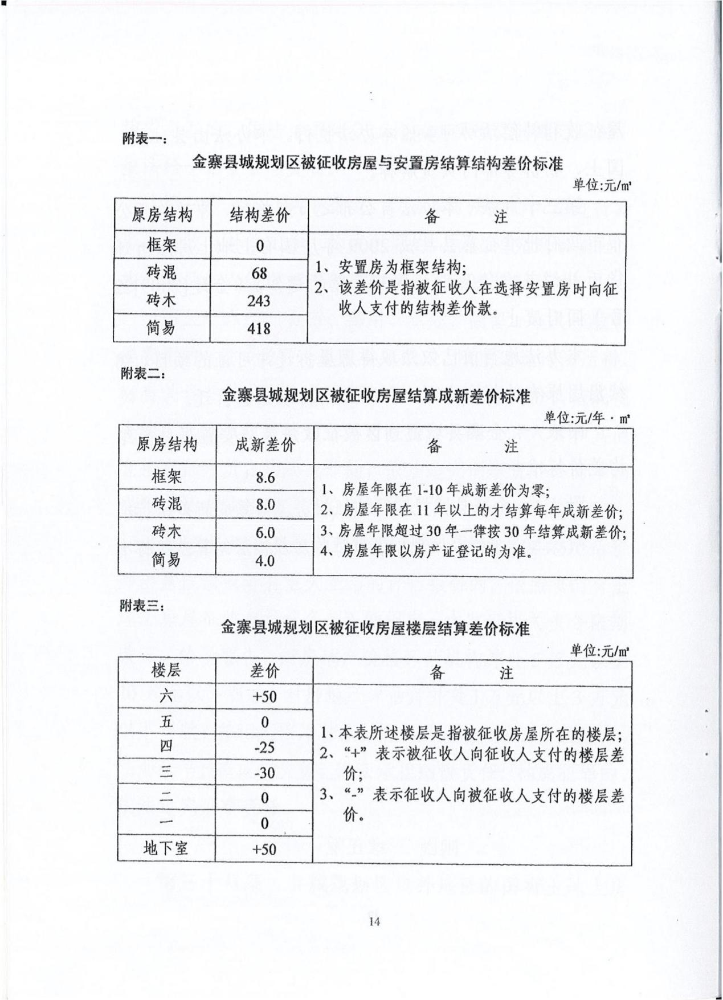 附表一：
金寨县城规划区被征收房屋与安置房结算结构差价标准
单位:元/㎡
原房结构 结构差价 备 注
框架 0
砖混 68
砖木 243
简易 418
1、安置房为框架结构;
2、该差价是指被征收人在选择安置房时向征
收人支付的结构差价款。
附表二：
金寨县城规划区被征收房屋结算成新差价标准
单位:元/年·㎡
原房结构 成新差价 备 注
框架 8.6
砖混 8.0
砖木 6.0
简易 4.0
1、房屋年限在 1-10 年成新差价为零;
2、房屋年限在 11 年以上的才结算每年成新差价;
3、房屋年限超过 30 年一律按 30 年结算成新差价;
4、房屋年限以房产证登记的为准。
附表三：
金寨县城规划区被征收房屋楼层结算差价标准
单位:元/㎡
楼层 差价 备 注
六 +50
五 0
四 -25
三 -30
二 0
一 0
地下室 +50
1、本表所述楼层是指被征收房屋所在的楼层;
2、“+”表示被征收人向征收人支付的楼层差
价;
3、“-”表示征收人向被征收人支付的楼层差
价。
14